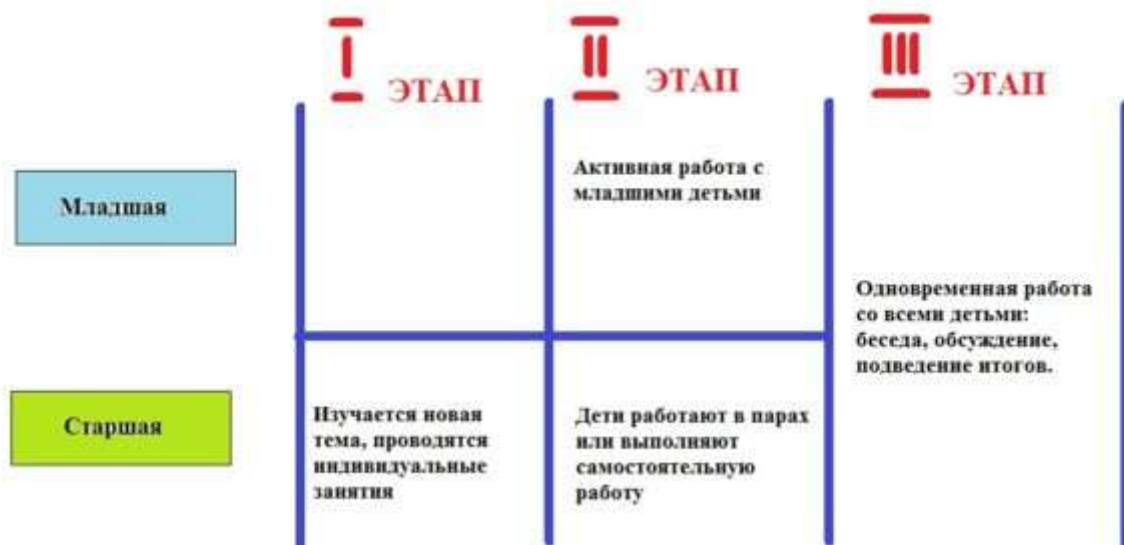 I ЭТАП
II ЭТАП
III ЭТАП
Младшая
Активная работа с
младшими детьми
Одновременная работа
со всеми детьми:
беседа, обсуждение,
подведение итогов.
Старшая
Изучается новая
тема, проводятся
индивидуальные
занятия
Дети работают в парах
или выполняют
самостоятельную
работу